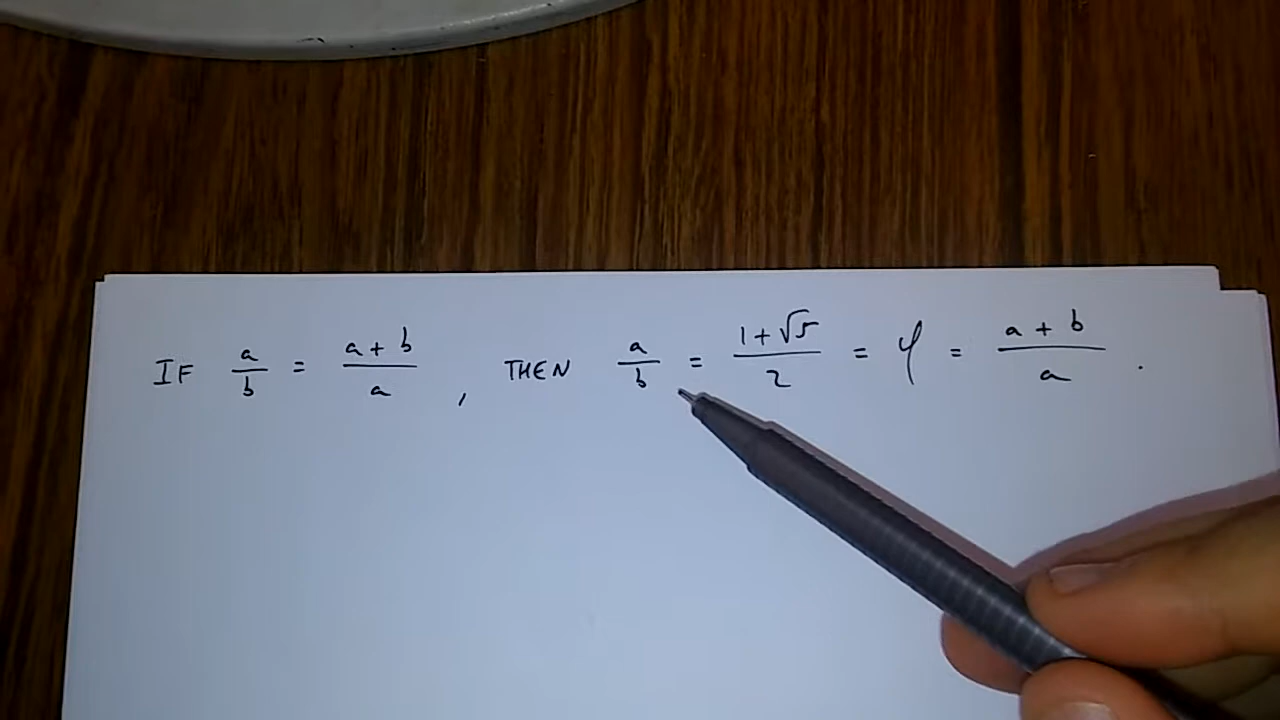 IF a/b = (a+b)/a , THEN a/b = (1+√5)/2 = φ = (a+b)/a .